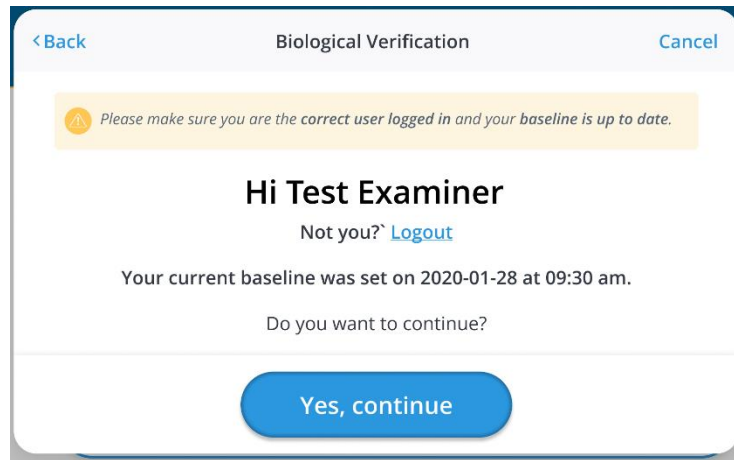 <Back Biological Verification Cancel
Please make sure you are the correct user logged in and your baseline is up to date.
Hi Test Examiner
Not you?` Logout
Your current baseline was set on 2020-01-28 at 09:30 am.
Do you want to continue?
Yes, continue